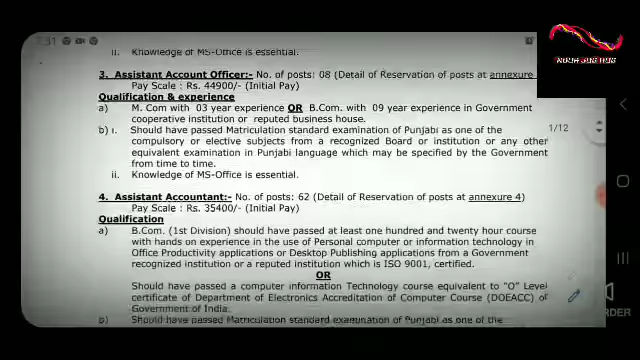 7:31
ii. Knowledge of MS-Office is essential.
3. Assistant Account Officer:- No. of posts: 08 (Detail of Reservation of posts at annexure
Pay Scale : Rs. 44900/- (Initial Pay)
Qualification & experience
a) M. Com with 03 year experience OR B.Com. with 09 year experience in Government
cooperative institution or reputed business house.
b) i. Should have passed Matriculation standard examination of Punjabi as one of the
compulsory or elective subjects from a recognized Board or institution or any other
equivalent examination in Punjabi language which may be specified by the Government
from time to time.
ii. Knowledge of MS-Office is essential.
1/12
4. Assistant Accountant:- No. of posts: 62 (Detail of Reservation of posts at annexure 4)
Pay Scale : Rs. 35400/- (Initial Pay)
Qualification
a) B.Com. (1st Division) should have passed at least one hundred and twenty hour course
with hands on experience in the use of Personal computer or information technology in
Office Productivity applications or Desktop Publishing applications from a Government
recognized institution or a reputed institution which is ISO 9001, certified.
OR
Should have passed a computer information Technology course equivalent to "O" Level
certificate of Department of Electronics Accreditation of Computer Course (DOEACC) of
Government of India.
b) Should have passed Matriculation standard examination of Punjabi as one of the